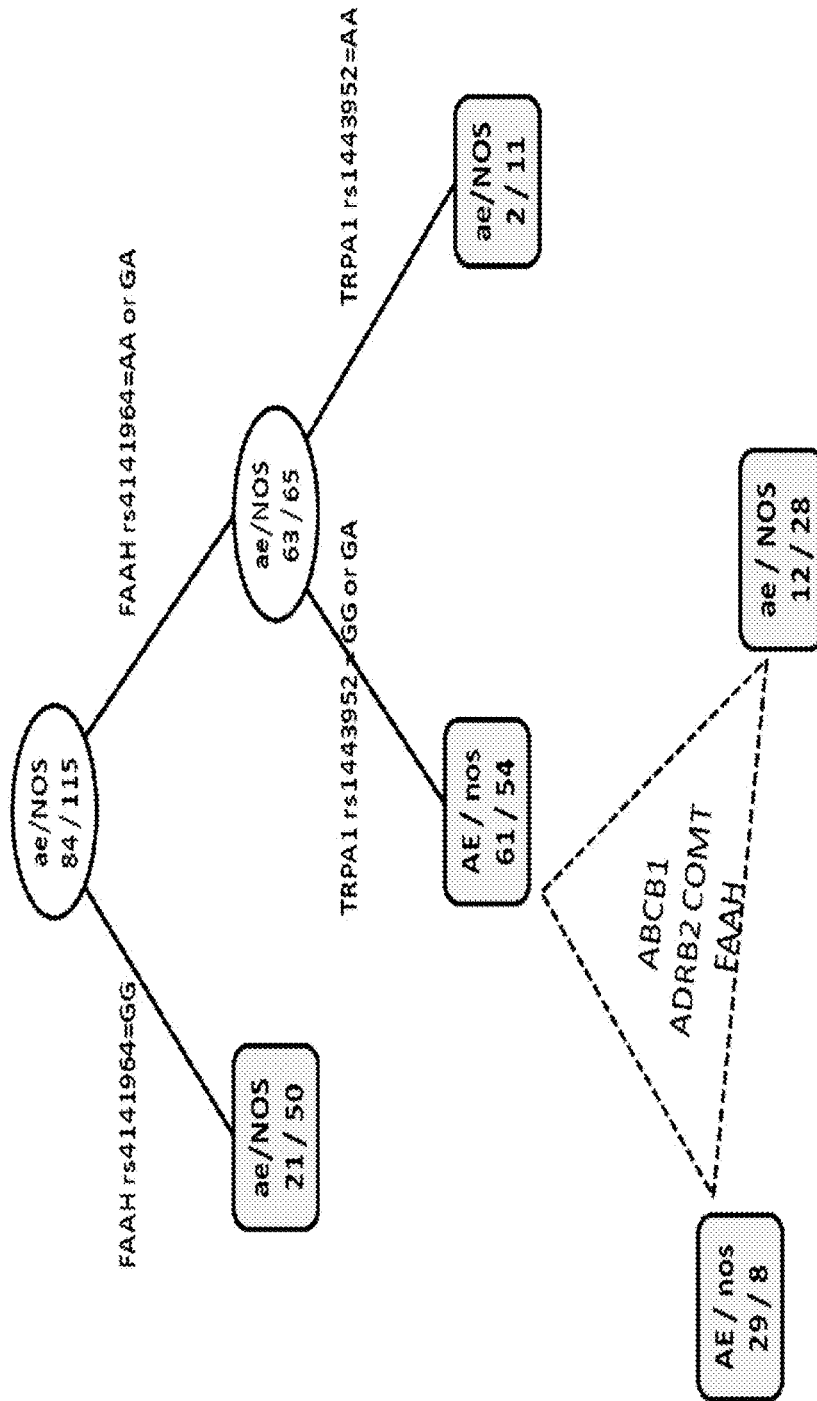 ae/NOS
84 / 115
FAAH rs4141964=GG
FAAH rs4141964=AA or GA
ae/NOS
21 / 50
ae/NOS
63 / 65
TRPA1 rs1443952 = GG or GA
TRPA1 rs1443952=AA
AE / nos
61 / 54
ae/NOS
2 / 11
ABCB1
ADRB2 COMT
FAAH
AE / nos
29 / 8
ae / NOS
12 / 28